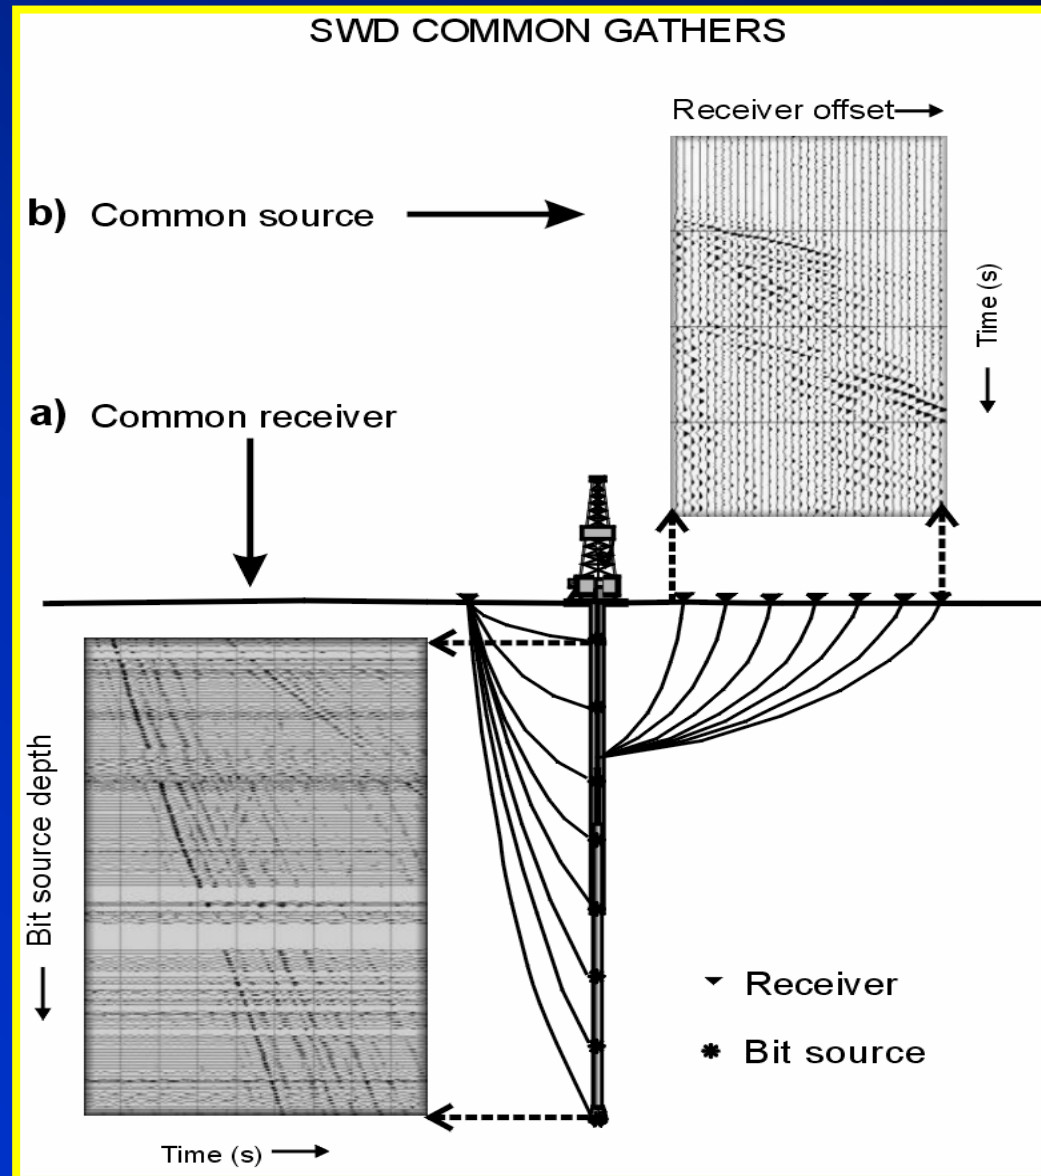 SWD COMMON GATHERS
Receiver offset
b) Common source
Time (s)
a) Common receiver
Bit source depth
Receiver
Bit source
Time (s)